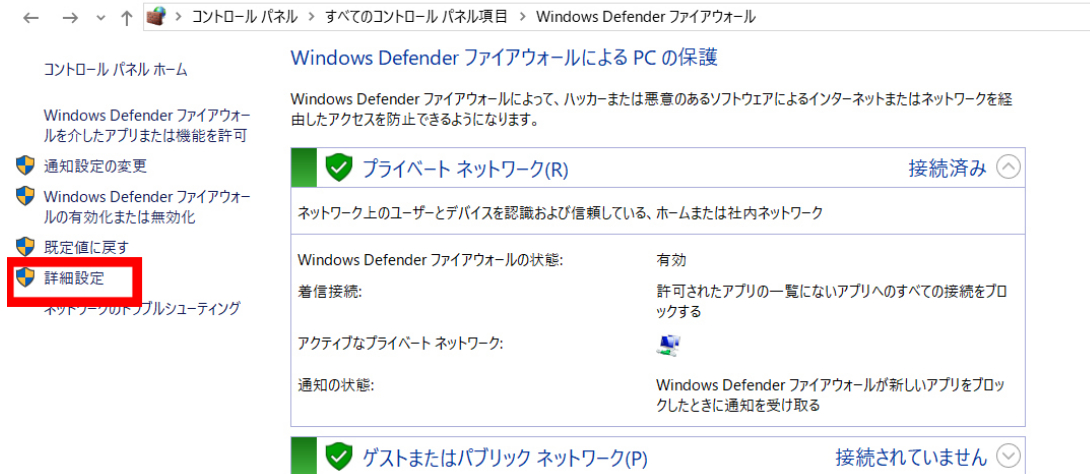 コントロール パネル › すべてのコントロール パネル項目 › Windows Defender ファイアウォール
コントロール パネル ホーム
Windows Defender ファイアウォー
ルを介したアプリまたは機能を許可
通知設定の変更
Windows Defender ファイアウォー
ルの有効化または無効化
既定値に戻す
詳細設定
ネットワークのトラブルシューティング
Windows Defender ファイアウォールによる PC の保護
Windows Defender ファイアウォールによって、ハッカーまたは悪意のあるソフトウェアによるインターネットまたはネットワークを経
由したアクセスを防止できるようになります。
プライベート ネットワーク(R) 接続済み
ネットワーク上のユーザーとデバイスを認識および信頼している、ホームまたは社内ネットワーク
Windows Defender ファイアウォールの状態: 有効
着信接続: 許可されたアプリの一覧にないアプリへのすべての接続をブロ
ックする
アクティブなプライベート ネットワーク:
通知の状態: Windows Defender ファイアウォールが新しいアプリをブロッ
クしたときに通知を受け取る
ゲストまたはパブリック ネットワーク(P) 接続されていません